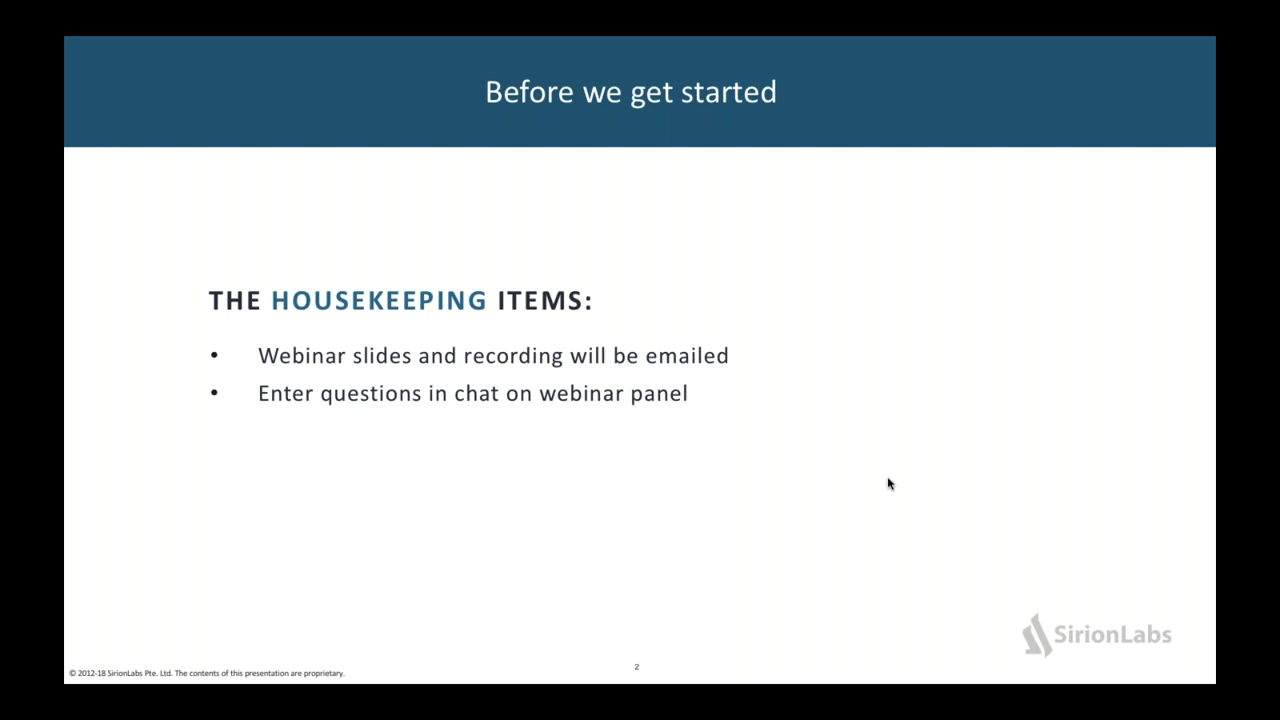 Before we get started
THE HOUSEKEEPING ITEMS:
• Webinar slides and recording will be emailed
• Enter questions in chat on webinar panel
SirionLabs
2
© 2012-18 SirionLabs Pte. Ltd. The contents of this presentation are proprietary.